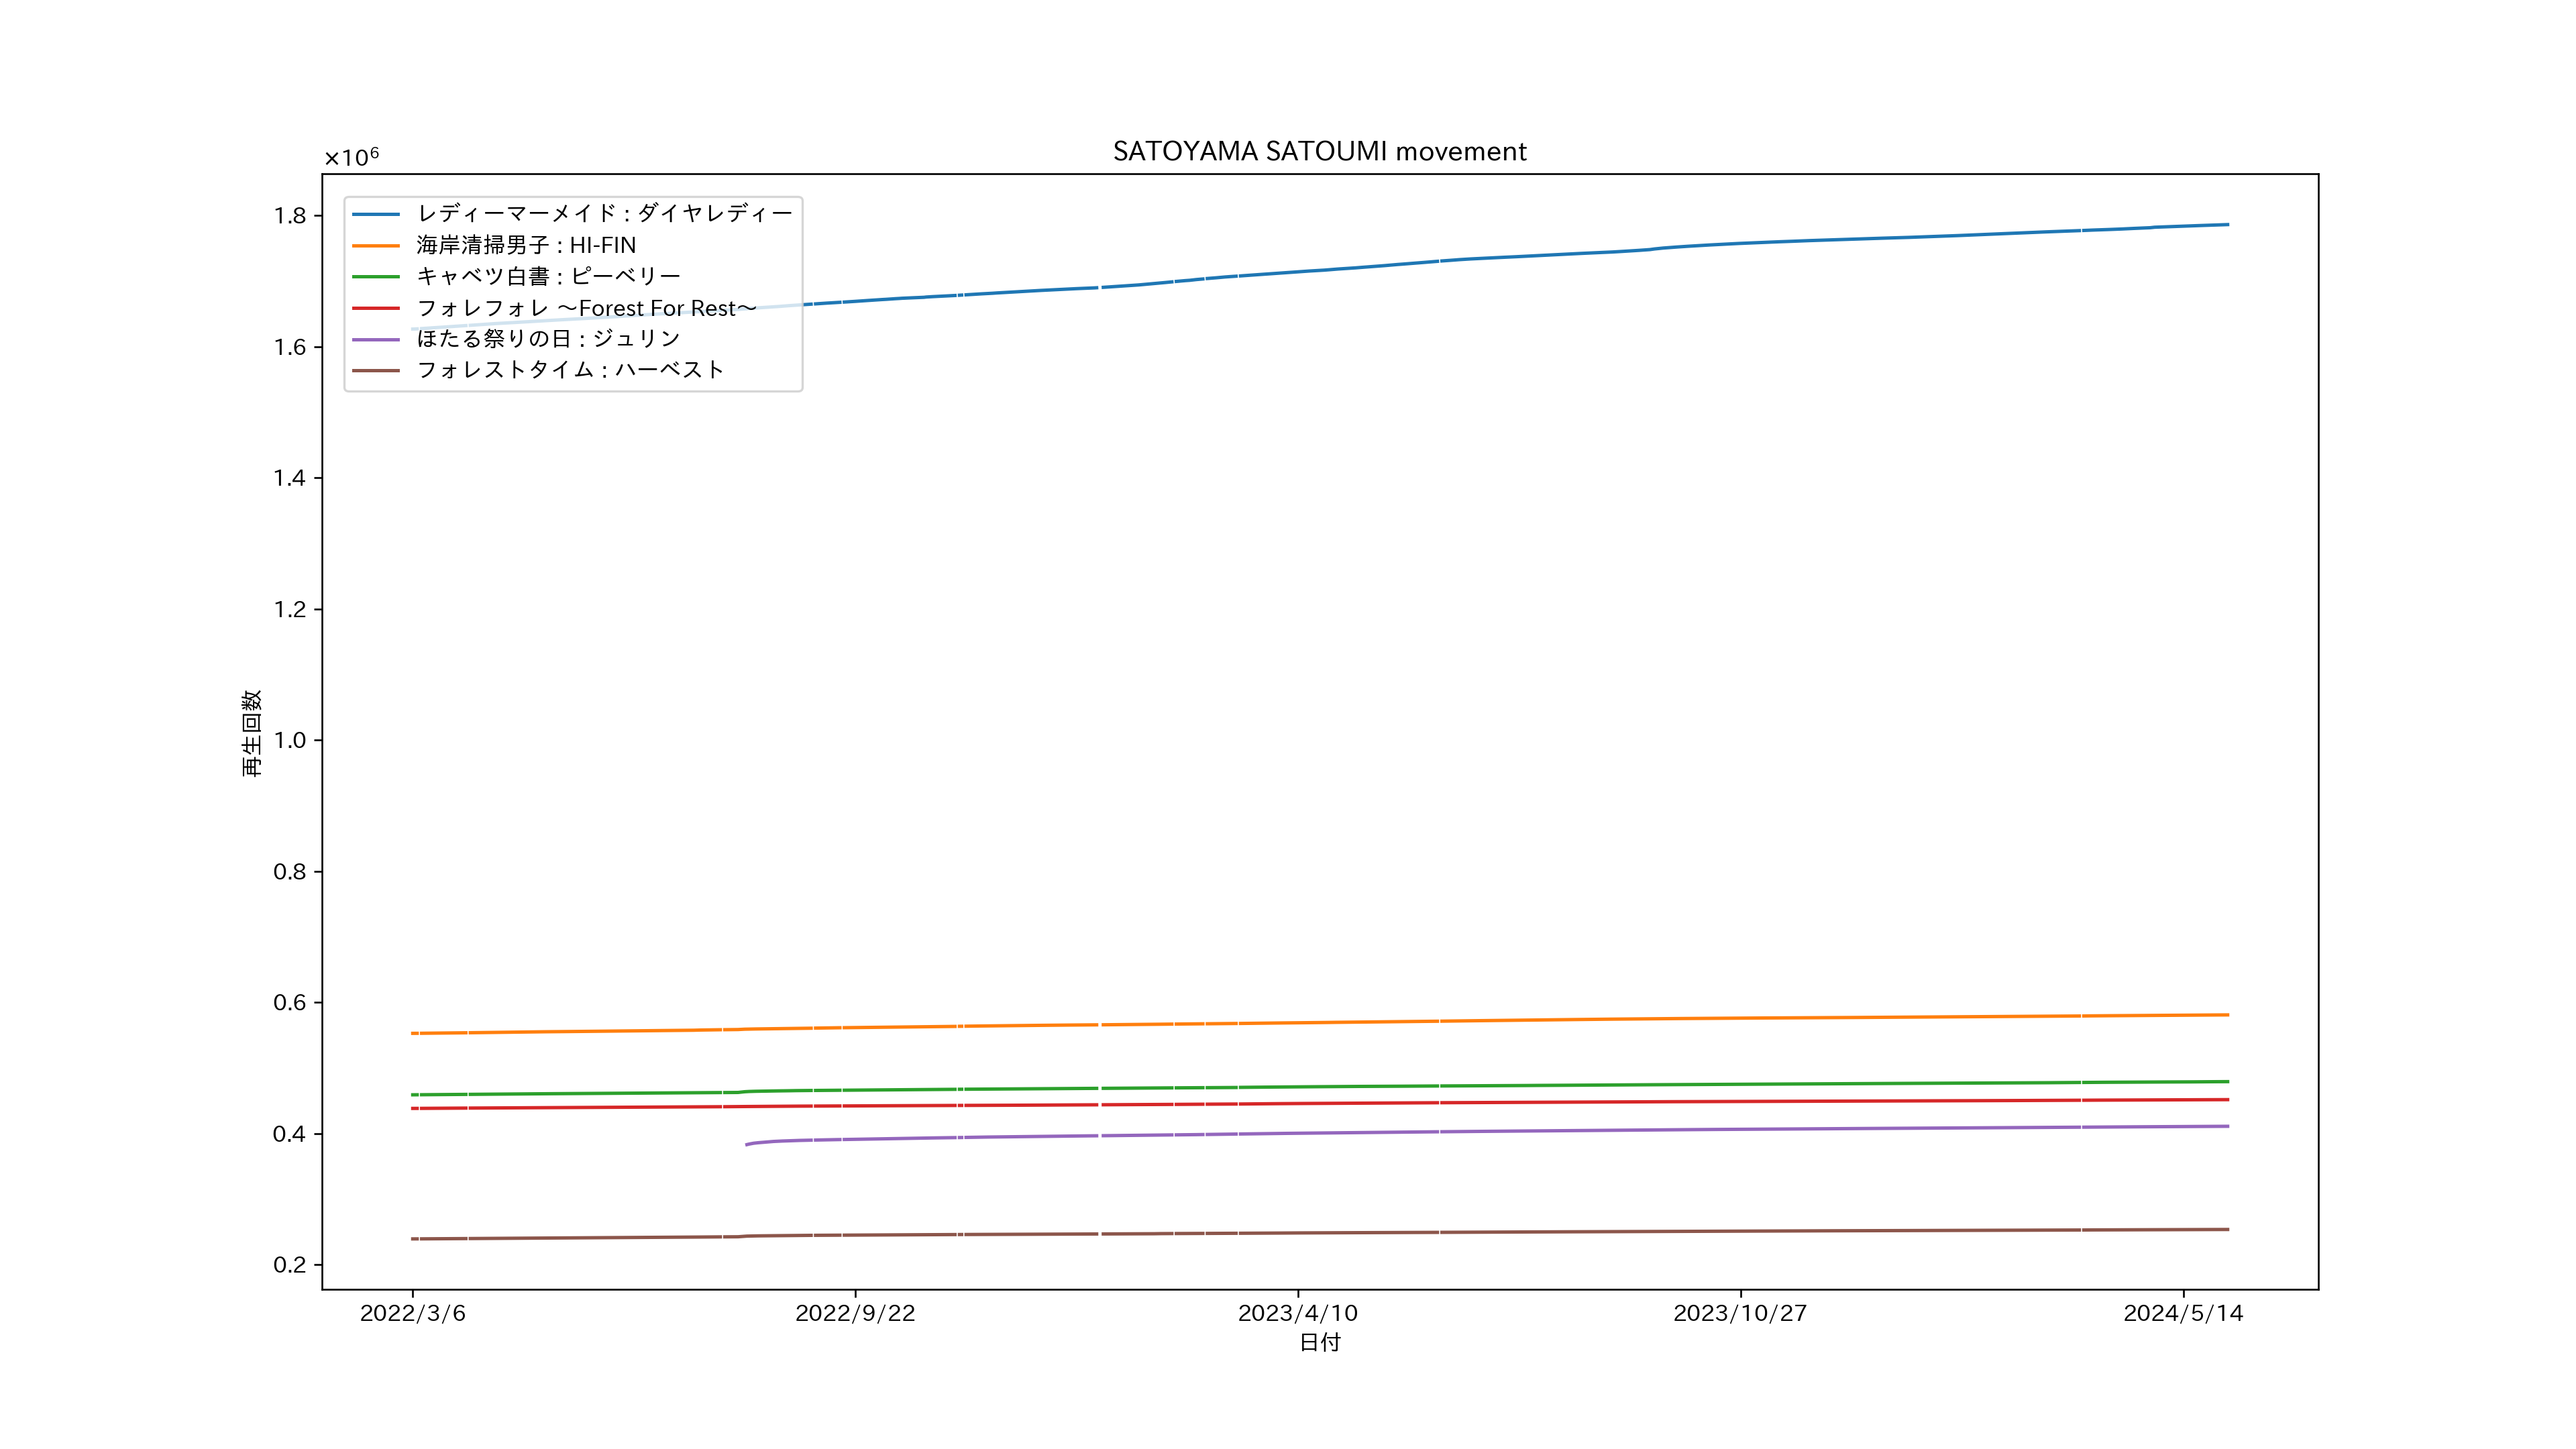 SATOYAMA SATOUMI movement
×10⁶
レディーマーメイド : ダイヤレディー
海岸清掃男子 : HI-FIN
キャベツ白書 : ピーベリー
フォレフォレ ～Forest For Rest～
ほたる祭りの日 : ジュリン
フォレストタイム : ハーベスト
1.8
1.6
1.4
1.2
1.0
0.8
0.6
0.4
0.2
再生回数
2022/3/6
2022/9/22
2023/4/10
2023/10/27
2024/5/14
日付